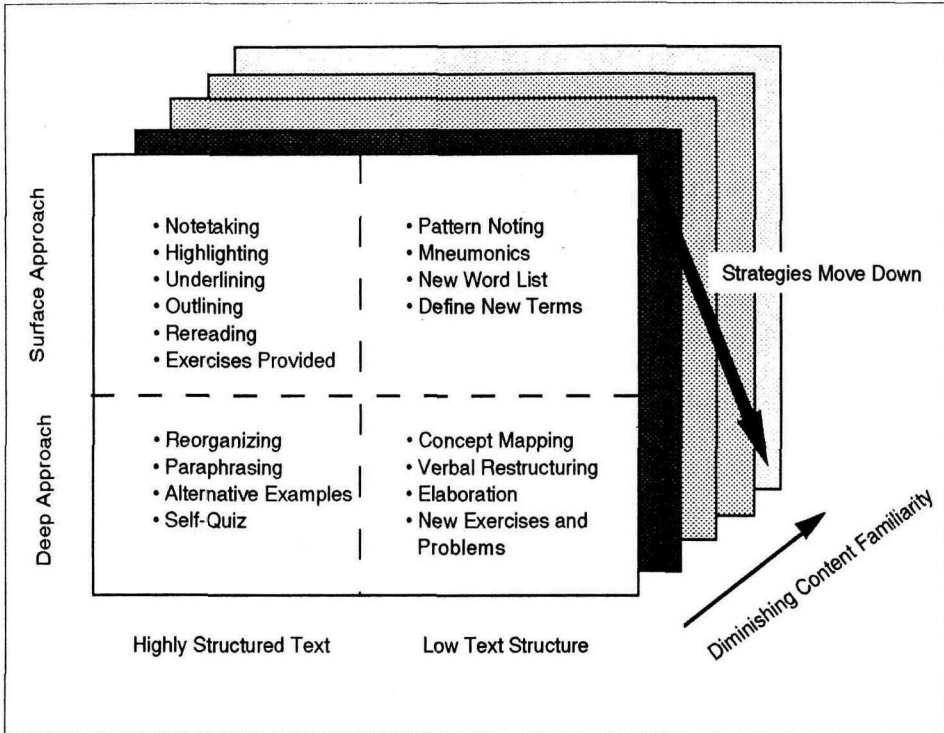 Surface Approach
• Notetaking
• Highlighting
• Underlining
• Outlining
• Rereading
• Exercises Provided
• Pattern Noting
• Mneumonics
• New Word List
• Define New Terms
Strategies Move Down
Deep Approach
• Reorganizing
• Paraphrasing
• Alternative Examples
• Self-Quiz
• Concept Mapping
• Verbal Restructuring
• Elaboration
• New Exercises and
Problems
Diminishing Content Familiarity
Highly Structured Text
Low Text Structure